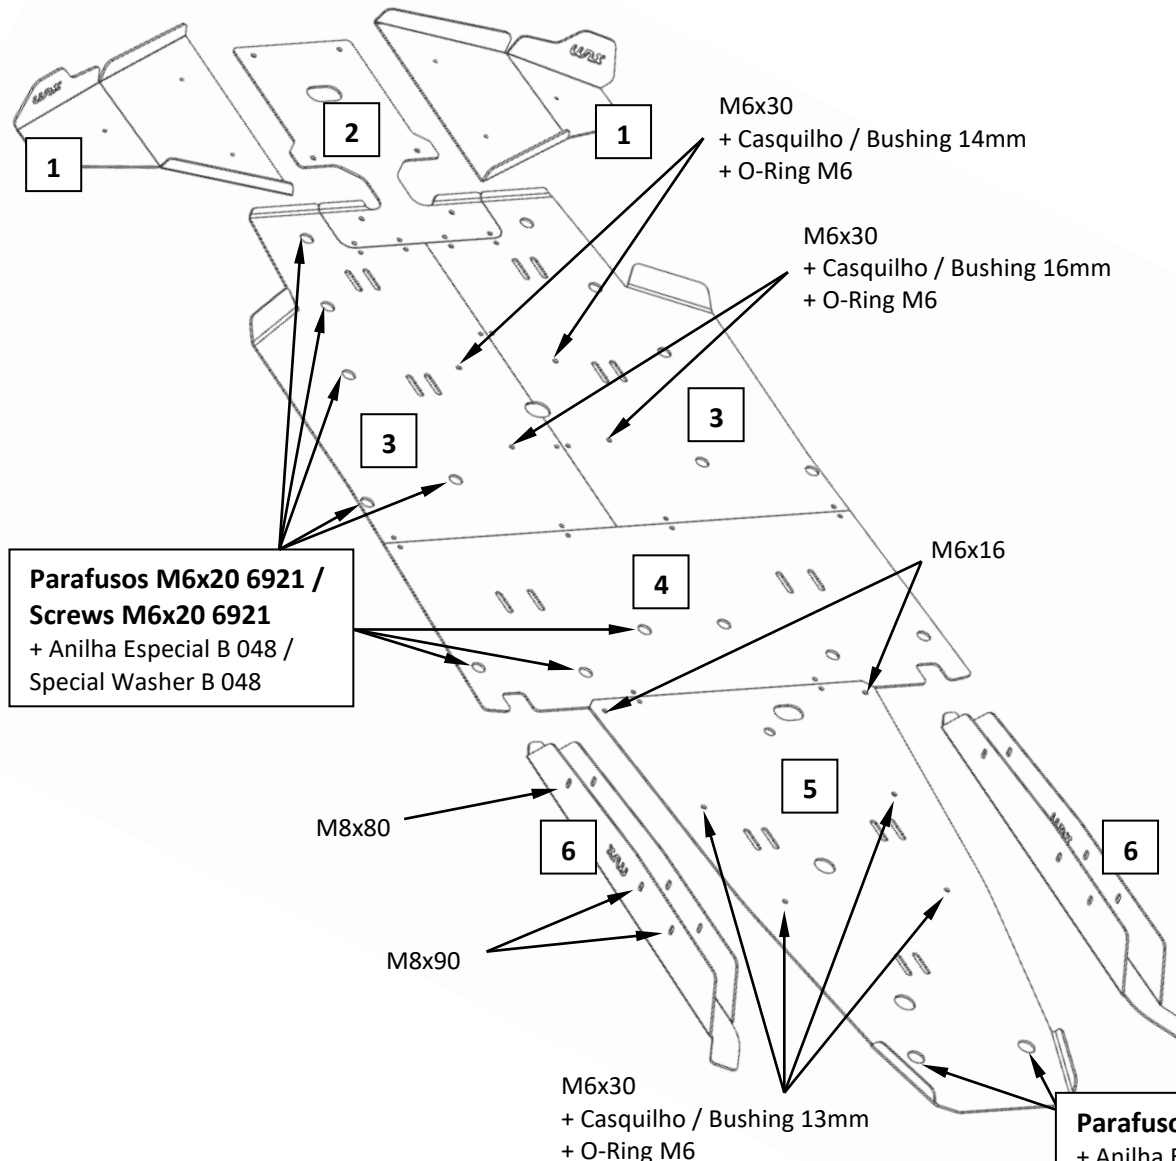 1
2
1
M6x30
+ Casquilho / Bushing 14mm
+ O-Ring M6
M6x30
+ Casquilho / Bushing 16mm
+ O-Ring M6
3
3
Parafusos M6x20 6921 /
Screws M6x20 6921
+ Anilha Especial B 048 /
Special Washer B 048
4
M6x16
M8x80
5
6
6
M8x90
M6x30
+ Casquilho / Bushing 13mm
+ O-Ring M6
Parafuso
+ Anilha E